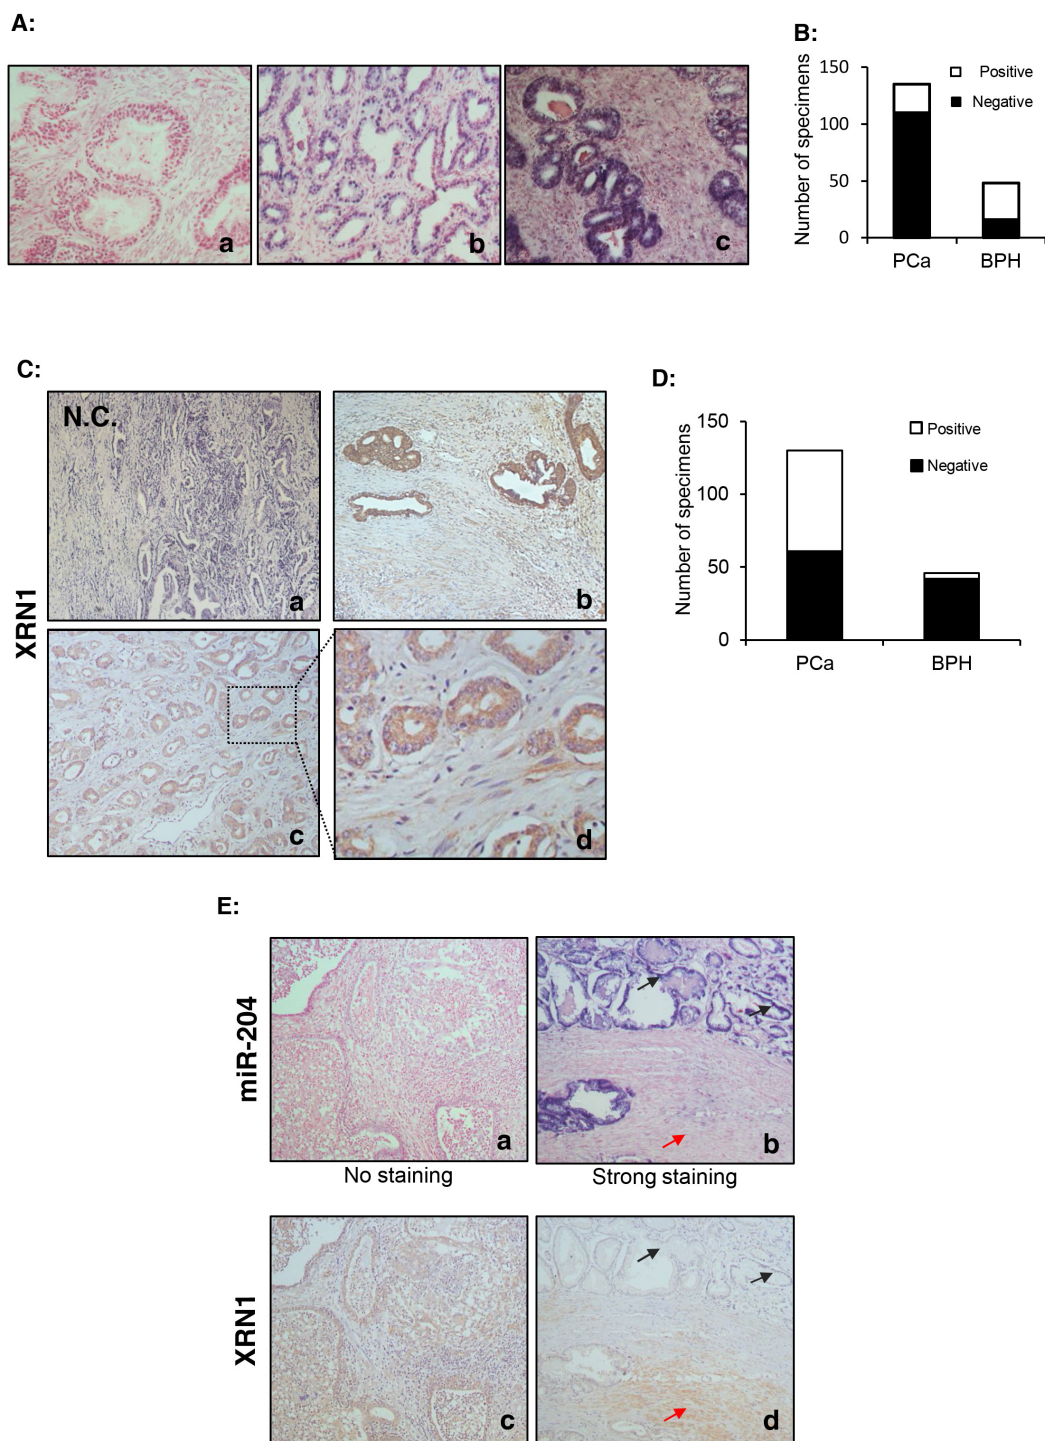 A:
a
b
c
B:
Number of specimens
150
100
50
0
Positive
Negative
PCa
BPH
C:
XRN1
N.C.
a
b
c
d
D:
Number of specimens
150
100
50
0
Positive
Negative
PCa
BPH
E:
miR-204
a
b
No staining
Strong staining
XRN1
c
d